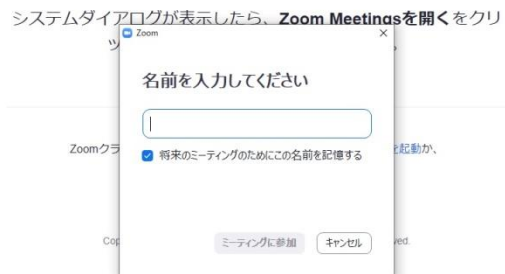 システムダイアログが表示したら、Zoom Meetingsを開くをクリ
ッ
Zoom
名前を入力してください
将来のミーティングのためにこの名前を記憶する
Zoomクラ
を起動か、
ミーティングに参加
キャンセル
Cop
ved.